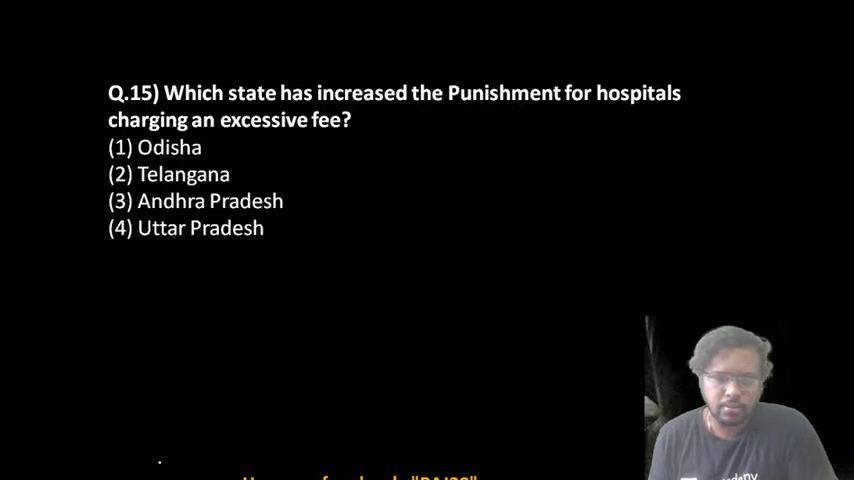 Q.15) Which state has increased the Punishment for hospitals
charging an excessive fee?
(1) Odisha
(2) Telangana
(3) Andhra Pradesh
(4) Uttar Pradesh